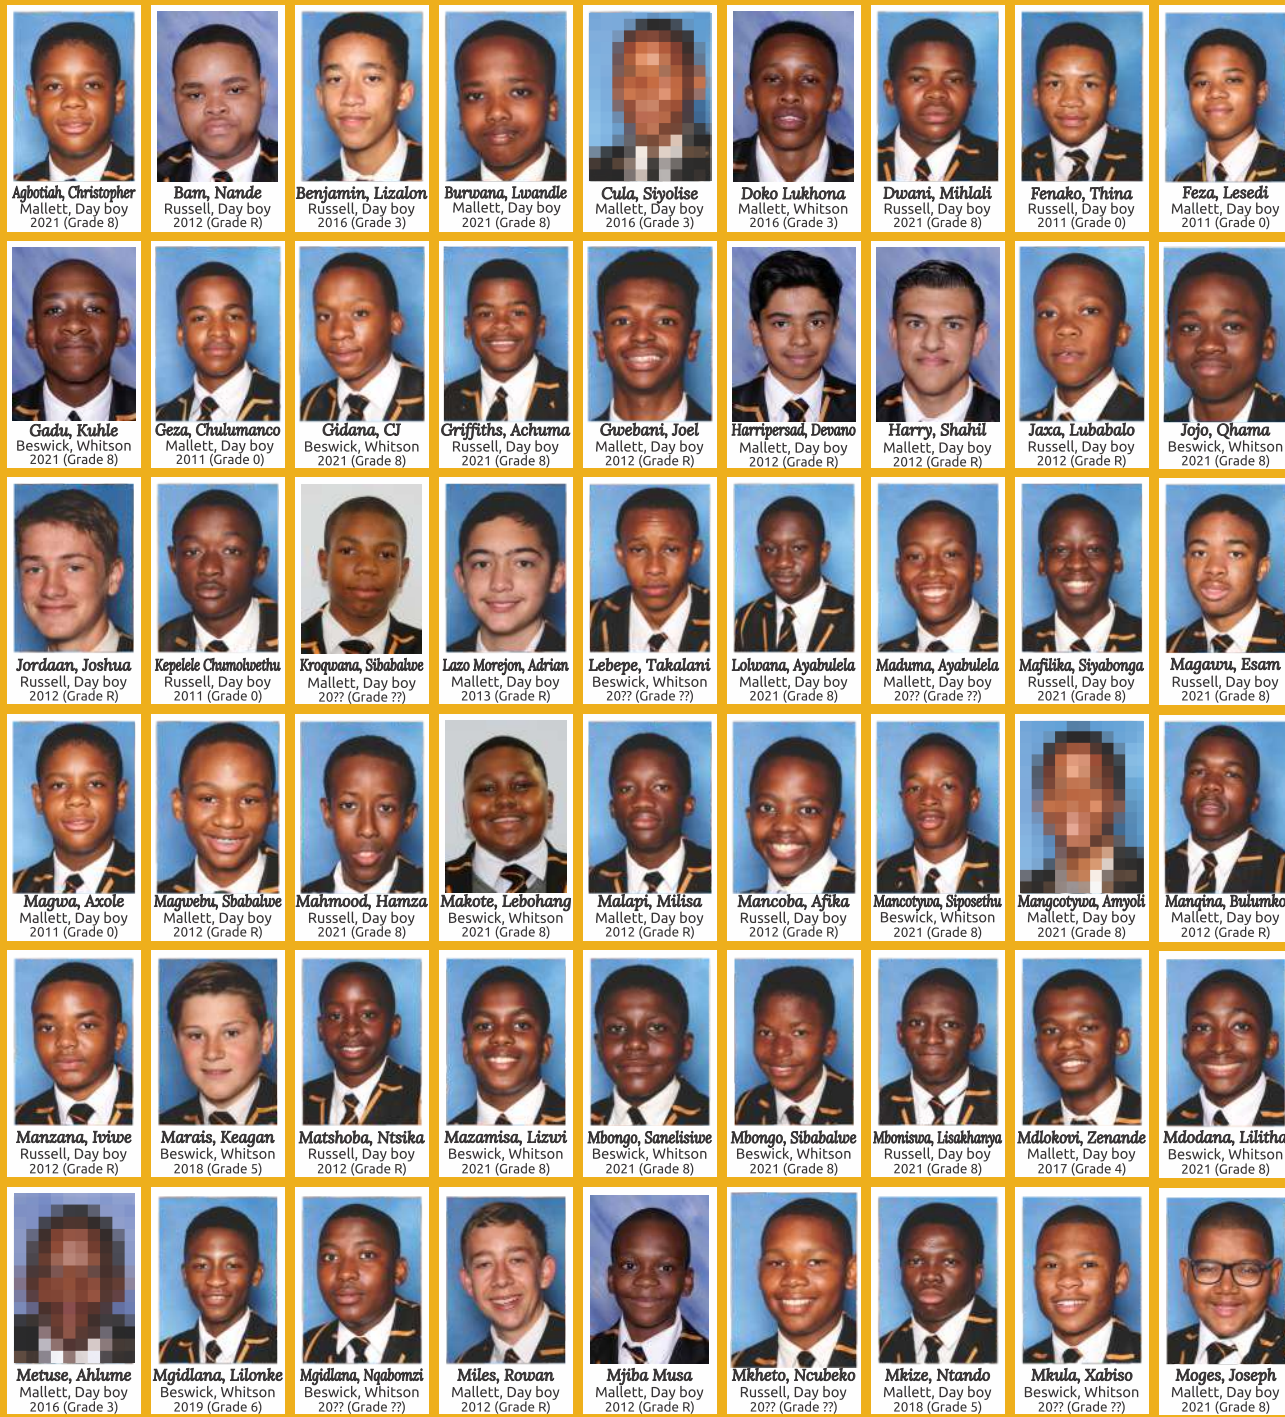 Agbotiah, Christopher
Mallett, Day boy
2021 (Grade 8)
Bam, Nande
Russell, Day boy
2012 (Grade R)
Benjamin, Lizalon
Russell, Day boy
2016 (Grade 3)
Burwana, Lwandle
Mallett, Day boy
2021 (Grade 8)
Cula, Siyolise
Mallett, Day boy
2016 (Grade 3)
Doko Lukhona
Mallett, Whitson
2016 (Grade 3)
Dwani, Mihlali
Russell, Day boy
2021 (Grade 8)
Fenako, Thina
Russell, Day boy
2011 (Grade 0)
Feza, Lesedi
Mallett, Day boy
2011 (Grade 0)
Gadu, Kuhle
Beswick, Whitson
2021 (Grade 8)
Geza, Chulumanco
Mallett, Day boy
2011 (Grade 0)
Gidana, CJ
Beswick, Whitson
2021 (Grade 8)
Griffiths, Achuma
Russell, Day boy
2021 (Grade 8)
Gwebani, Joel
Mallett, Day boy
2012 (Grade R)
Harripersad, Devano
Mallett, Day boy
2012 (Grade R)
Harry, Shahil
Mallett, Day boy
2012 (Grade R)
Jaxa, Lubabalo
Russell, Day boy
2012 (Grade R)
Jojo, Qhama
Beswick, Whitson
2021 (Grade 8)
Jordaan, Joshua
Russell, Day boy
2012 (Grade R)
Kepelele Chumolwethu
Russell, Day boy
2011 (Grade 0)
Kroqwana, Sibabalwe
Mallett, Day boy
20?? (Grade ??)
Lazo Morejon, Adrian
Mallett, Day boy
2013 (Grade R)
Lebepe, Takalani
Beswick, Whitson
20?? (Grade ??)
Lolwana, Ayabulela
Mallett, Day boy
2021 (Grade 8)
Maduma, Ayabulela
Mallett, Day boy
20?? (Grade ??)
Mafilika, Siyabonga
Russell, Day boy
2021 (Grade 8)
Magawu, Esam
Russell, Day boy
2021 (Grade 8)
Magwa, Axole
Mallett, Day boy
2011 (Grade 0)
Magwebu, Sbabalwe
Mallett, Day boy
2012 (Grade R)
Mahmood, Hamza
Russell, Day boy
2021 (Grade 8)
Makote, Lebohang
Beswick, Whitson
2021 (Grade 8)
Malapi, Milisa
Mallett, Day boy
2012 (Grade R)
Mancoba, Afika
Russell, Day boy
2012 (Grade R)
Mancotywa, Siposethu
Beswick, Whitson
2021 (Grade 8)
Mangcotywa, Amyoli
Mallett, Day boy
2021 (Grade 8)
Manqina, Bulumko
Mallett, Day boy
2012 (Grade R)
Manzana, Iviwe
Russell, Day boy
2012 (Grade R)
Marais, Keagan
Beswick, Whitson
2018 (Grade 5)
Matshoba, Ntsika
Russell, Day boy
2012 (Grade R)
Mazamisa, Lizwi
Beswick, Whitson
2021 (Grade 8)
Mbongo, Sanelisiwe
Beswick, Whitson
2021 (Grade 8)
Mbongo, Sibabalwe
Beswick, Whitson
2021 (Grade 8)
Mboniswa, Lisakhanya
Russell, Day boy
2021 (Grade 8)
Mdlokovi, Zenande
Mallett, Day boy
2017 (Grade 4)
Mdodana, Lilitha
Beswick, Whitson
2021 (Grade 8)
Metuse, Ahlume
Mallett, Day boy
2016 (Grade 3)
Mgidlana, Lilonke
Beswick, Whitson
2019 (Grade 6)
Mgidlana, Nqabomzi
Beswick, Whitson
20?? (Grade ??)
Miles, Rowan
Mallett, Day boy
2012 (Grade R)
Mjiba Musa
Mallett, Day boy
2012 (Grade R)
Mkheto, Ncubeko
Russell, Day boy
20?? (Grade ??)
Mkize, Ntando
Mallett, Day boy
2018 (Grade 5)
Mkula, Xabiso
Beswick, Whitson
20?? (Grade ??)
Moges, Joseph
Mallett, Day boy
2021 (Grade 8)